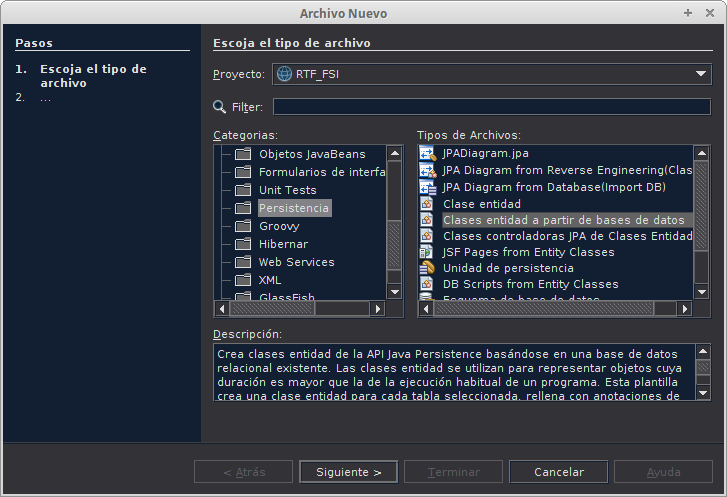 Archivo Nuevo
Pasos
1. Escoja el tipo de
archivo
2. ...
Escoja el tipo de archivo
Proyecto: RTF_FSI
Filter:
Categorias:
Objetos JavaBeans
Formularios de interfa
Unit Tests
Persistencia
Groovy
Hibernar
Web Services
XML
GlassFish
Tipos de Archivos:
JPADiagram.jpa
JPA Diagram from Reverse Engineering(Clas
JPA Diagram from Database(Import DB)
Clase entidad
Clases entidad a partir de bases de datos
Clases controladoras JPA de Clases Entidad
JSF Pages from Entity Classes
Unidad de persistencia
DB Scripts from Entity Classes
Esquema de base de datos
Descripción:
Crea clases entidad de la API Java Persistence basándose en una base de datos
relacional existente. Las clases entidad se utilizan para representar objetos cuya
duración es mayor que la de la ejecución habitual de un programa. Esta plantilla
crea una clase entidad para cada tabla seleccionada, rellena con anotaciones de
< Atrás
Siguiente >
Terminar
Cancelar
Ayuda